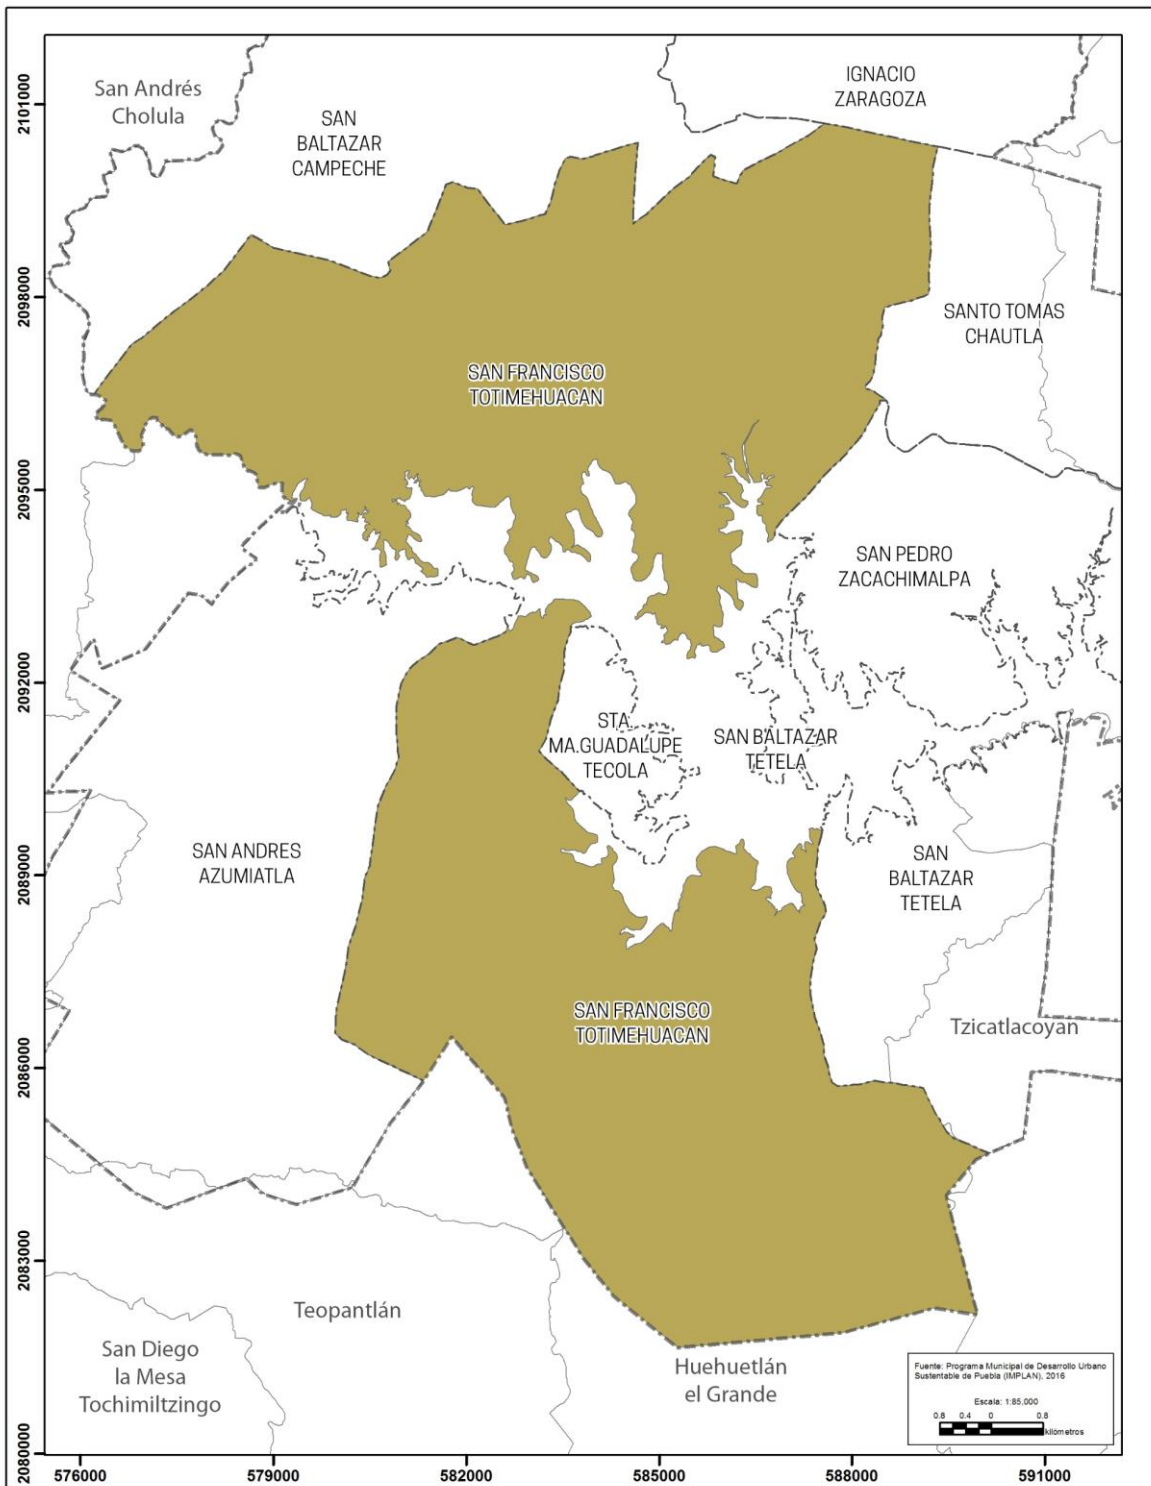 San Andrés
Cholula
SAN
BALTAZAR
CAMPECHE
IGNACIO
ZARAGOZA
SANTO TOMAS
CHAUTLA
SAN FRANCISCO
TOTIMEHUACAN
SAN PEDRO
ZACACHIMALPA
STA.
MA.GUADALUPE
TECOLA
SAN BALTAZAR
TETELA
SAN ANDRES
AZUMIATLA
SAN
BALTAZAR
TETELA
SAN FRANCISCO
TOTIMEHUACAN
Tzicatlacoyan
Teopantlán
San Diego
la Mesa
Tochimiltzingo
Huehuetlán
el Grande
Fuente: Programa Municipal de Desarrollo Urbano
Sustentable de Puebla (IMPLAN), 2016
Escala: 1:85,000
0.8 0.4 0 0.8
kilómetros
2101000
2098000
2095000
2092000
2089000
2086000
2083000
2080000
576000 579000 582000 585000 588000 591000